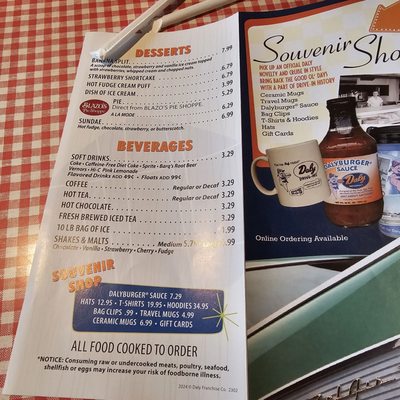 DESSERTS
BANANA SPLIT 7.99
A scoop of chocolate, strawberry and vanilla ice cream topped
with strawberries, whipped cream and chopped nuts.
STRAWBERRY SHORTCAKE 6.79
HOT FUDGE CREAM PUFF 6.79
DISH OF ICE CREAM 3.99
BLAZO'S
PIE 5.29
Direct from BLAZO'S PIE SHOPPE.
A LA MODE 6.99
SUNDAE 6.29
Hot fudge, chocolate, strawberry, or butterscotch.
BEVERAGES
SOFT DRINKS 3.29
Coke • Caffeine-Free Diet Coke • Sprite • Barq's Root Beer
Vernors • Hi-C Pink Lemonade
Flavored Drinks ADD 49¢ • Floats ADD 99¢
COFFEE Regular or Decaf 3.29
HOT TEA Regular or Decaf 3.29
HOT CHOCOLATE 3.29
FRESH BREWED ICED TEA 3.29
10 LB BAG OF ICE 1.99
SHAKES & MALTS Medium
Chocolate • Vanilla • Strawberry • Cherry • Fudge
SOUVENIR
SHOP
DALYBURGER® SAUCE 7.29
HATS 12.95 • T-SHIRTS 19.95 • HOODIES 34.95
BAG CLIPS .99 • TRAVEL MUGS 4.99
CERAMIC MUGS 6.99 • GIFT CARDS
ALL FOOD COOKED TO ORDER
*NOTICE: Consuming raw or undercooked meats, poultry, seafood,
shellfish or eggs may increase your risk of foodborne illness.
2024 © Daly Franchise Co. 2302
Souvenir
Sho
PICK UP AN OFFICIAL DALY
NOVELTY AND CRUISE IN STYLE
BRING BACK THE GOOD OL' DAYS
WITH A PART OF DRIVE-IN HISTORY
Ceramic Mugs
Travel Mugs
Dalyburger® Sauce
Bag Clips
T-Shirts & Hoodies
Hats
Gift Cards
Daly
Daly
DALYBURGER®
SAUCE
Online Ordering Available